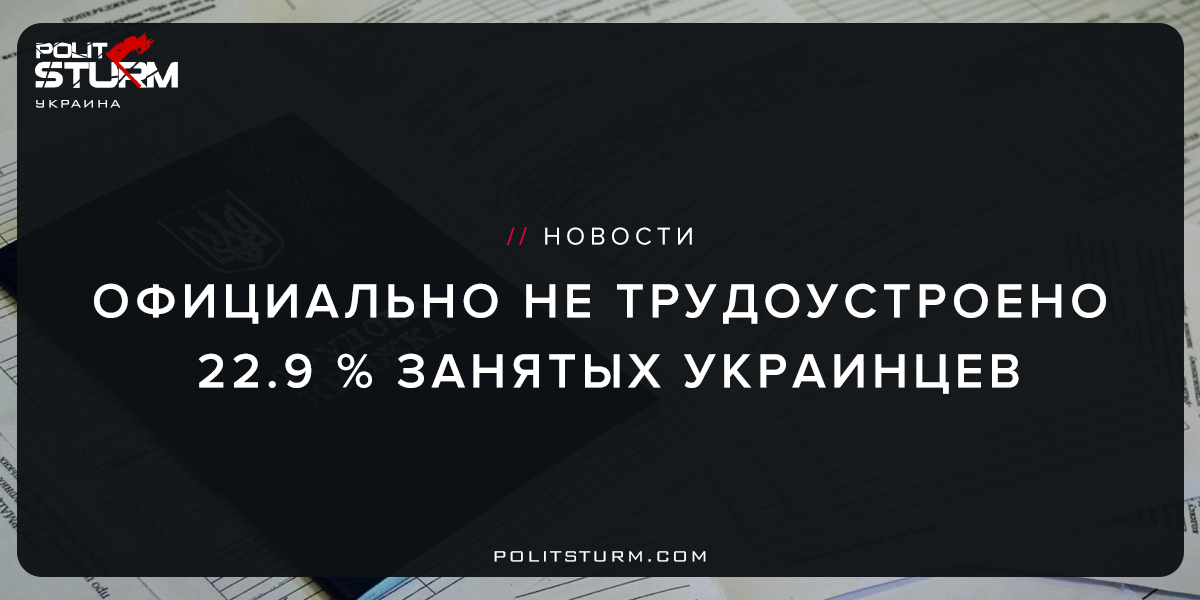 POLIT
STURM
УКРАИНА
// НОВОСТИ
ОФИЦИАЛЬНО НЕ ТРУДОУСТРОЕНО
22.9 % ЗАНЯТЫХ УКРАИНЦЕВ
POLITSTURM.COM